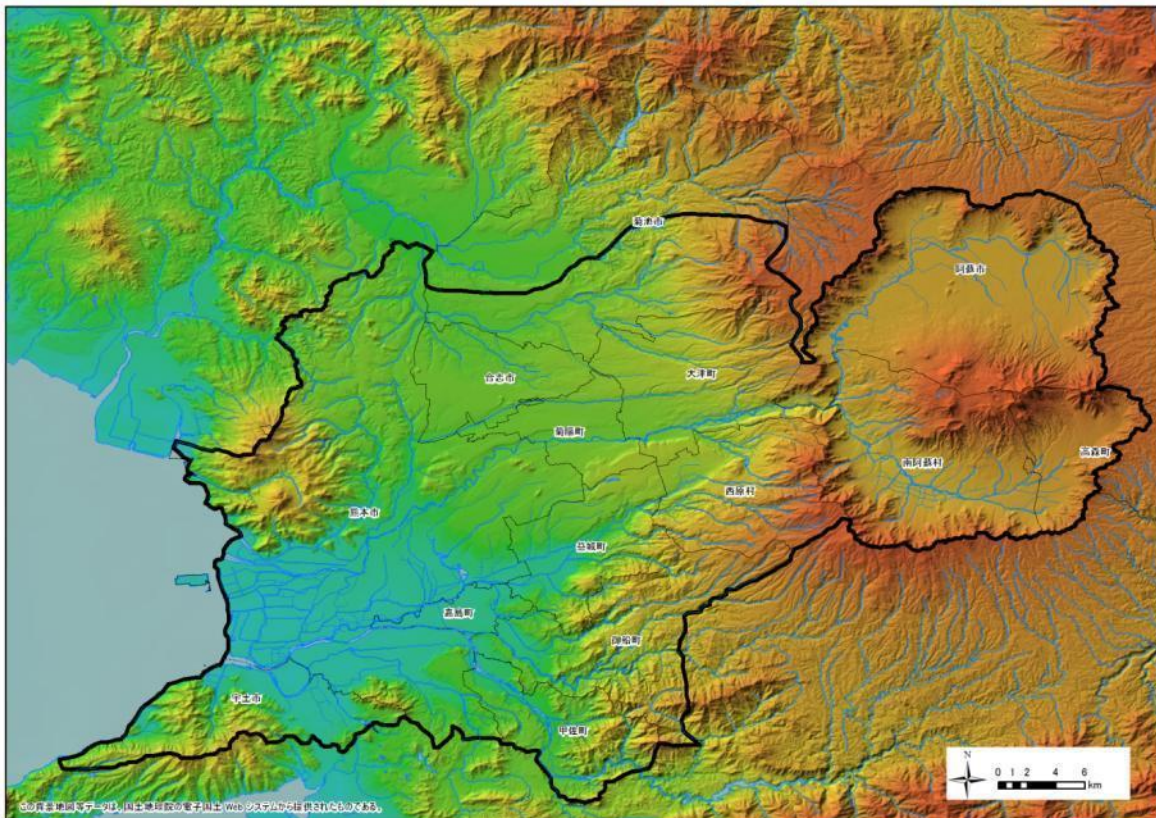 菊池市
阿蘇市
合志市
大津町
菊陽町
高森町
南阿蘇村
西原村
熊本市
益城町
嘉島町
御船町
宇土市
甲佐町
N
0 1 2 4 6
km
この背景地図等データは、国土地理院の電子国土 Web システムから提供されたものである。